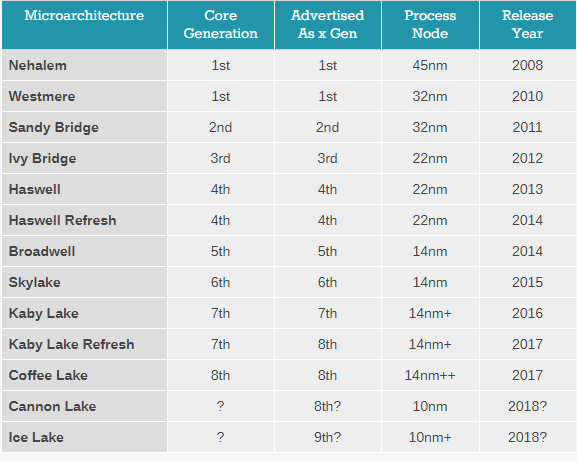 Microarchitecture Core Generation Advertised As x Gen Process Node Release Year
Nehalem 1st 1st 45nm 2008
Westmere 1st 1st 32nm 2010
Sandy Bridge 2nd 2nd 32nm 2011
Ivy Bridge 3rd 3rd 22nm 2012
Haswell 4th 4th 22nm 2013
Haswell Refresh 4th 4th 22nm 2014
Broadwell 5th 5th 14nm 2014
Skylake 6th 6th 14nm 2015
Kaby Lake 7th 7th 14nm+ 2016
Kaby Lake Refresh 7th 8th 14nm+ 2017
Coffee Lake 8th 8th 14nm++ 2017
Cannon Lake ? 8th? 10nm 2018?
Ice Lake ? 9th? 10nm+ 2018?